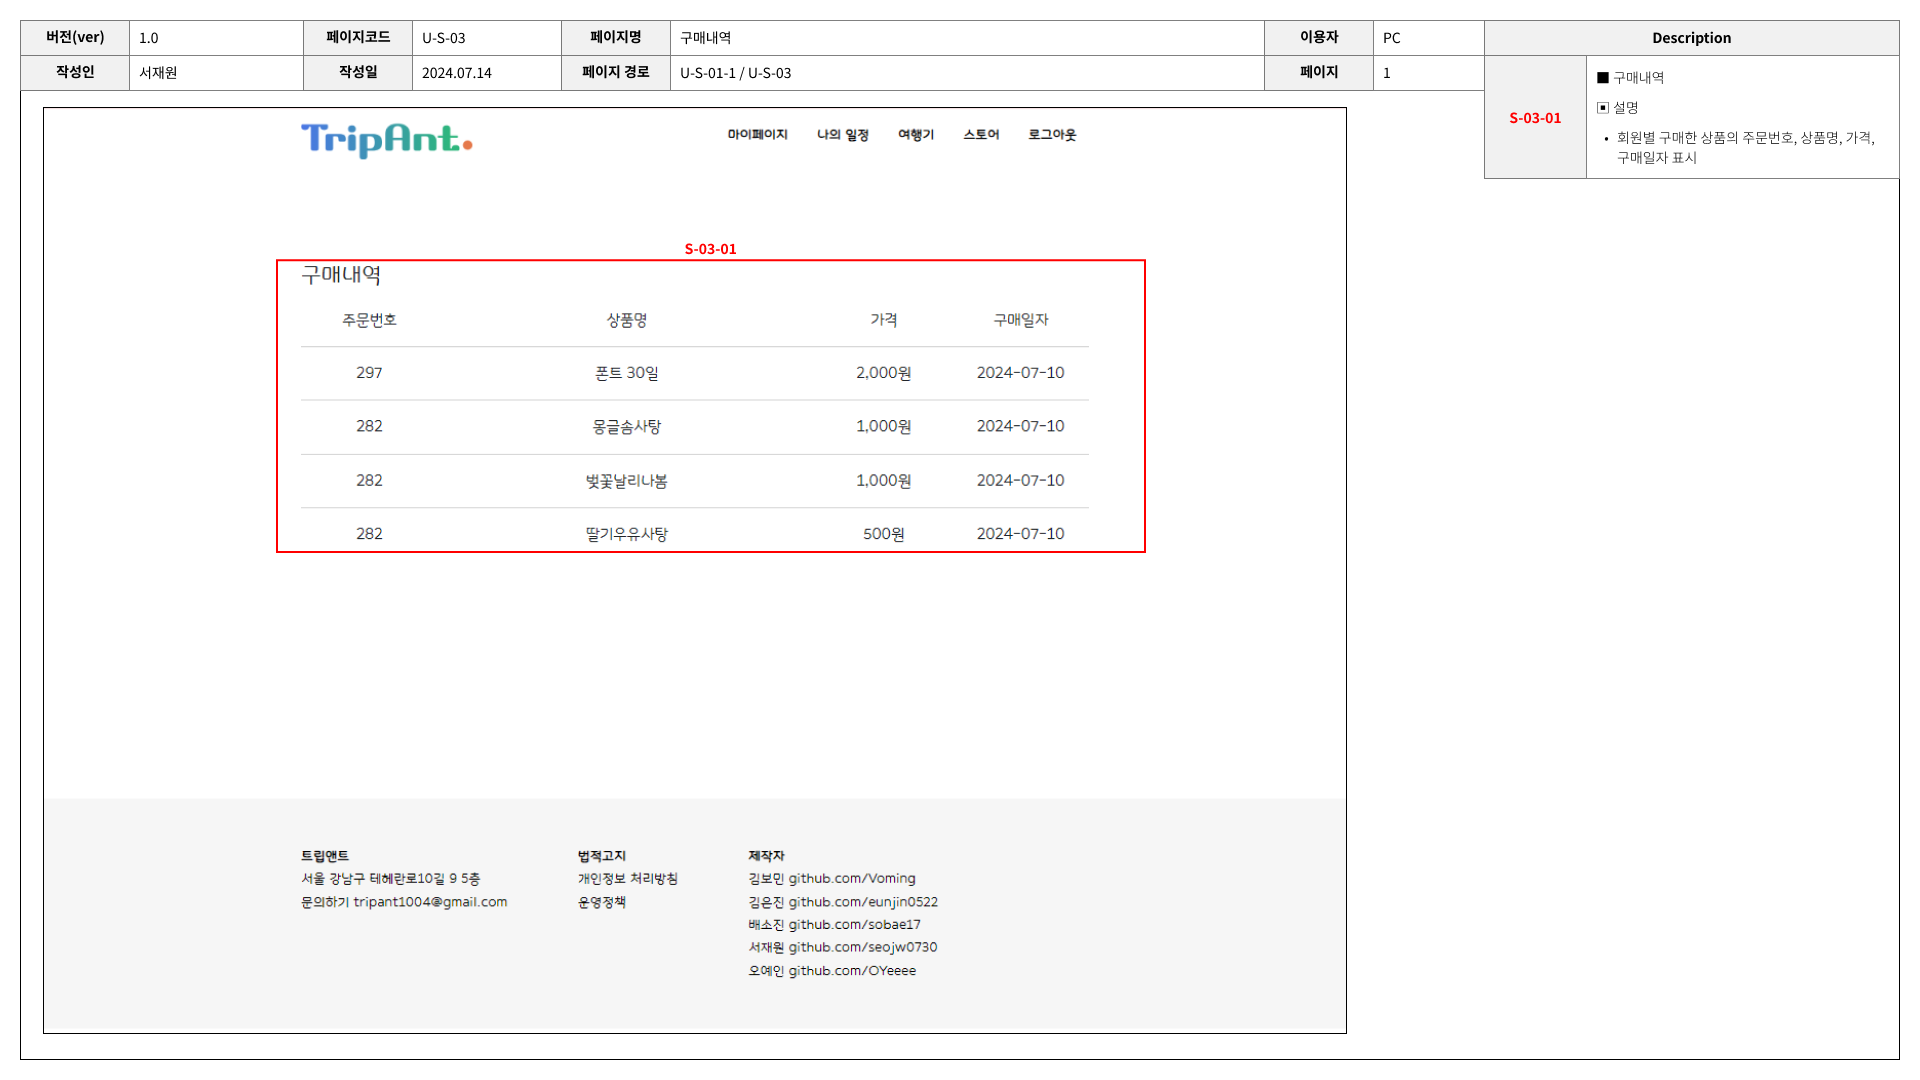 버전(ver) 1.0 페이지코드 U-S-03 페이지명 구매내역 이용자 PC Description
작성인 서재원 작성일 2024.07.14 페이지 경로 U-S-01-1 / U-S-03 페이지 1
S-03-01
■ 구매내역
▣ 설명
• 회원별 구매한 상품의 주문번호, 상품명, 가격,
구매일자 표시
TripAnt.
마이페이지 나의 일정 여행기 스토어 로그아웃
S-03-01
구매내역
주문번호 상품명 가격 구매일자
297 폰트 30일 2,000원 2024-07-10
282 몽글솜사탕 1,000원 2024-07-10
282 벚꽃날리나봄 1,000원 2024-07-10
282 딸기우유사탕 500원 2024-07-10
트립앤트
서울 강남구 테헤란로10길 9 5층
문의하기 tripant1004@gmail.com
법적고지
개인정보 처리방침
운영정책
제작자
김보민 github.com/Voming
김은진 github.com/eunjin0522
배소진 github.com/sobae17
서재원 github.com/seojw0730
오예인 github.com/OYeeee